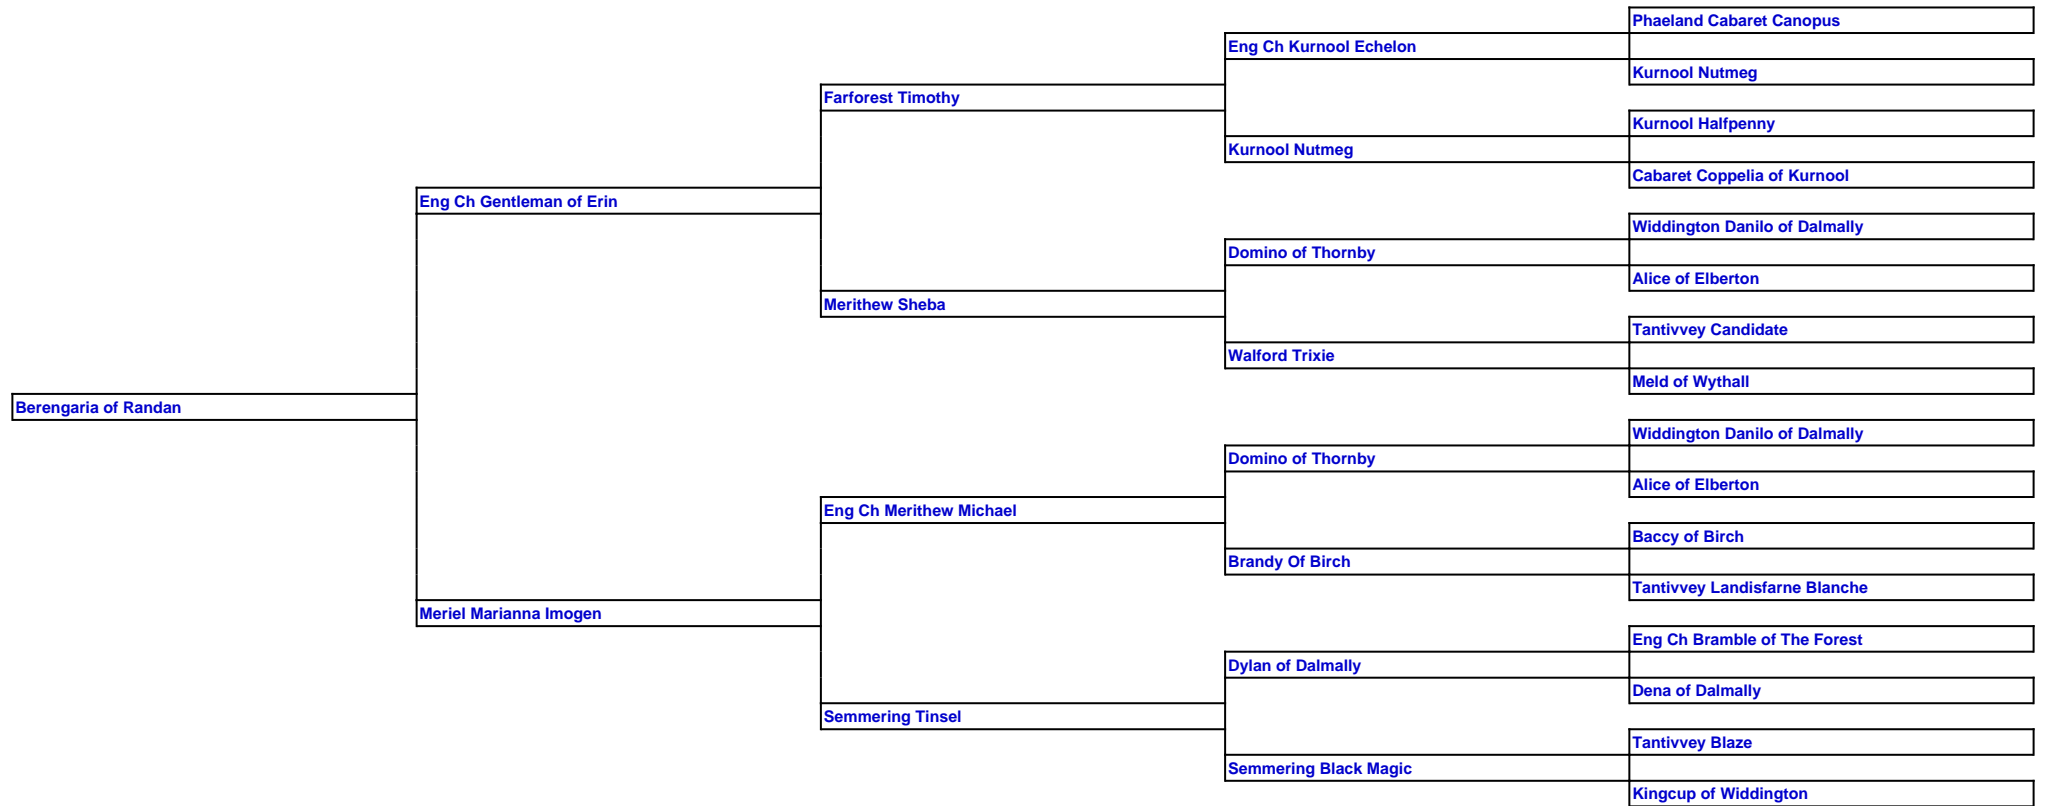 Phaeland Cabaret Canopus
Eng Ch Kurnool Echelon
Kurnool Nutmeg
Farforest Timothy
Kurnool Halfpenny
Kurnool Nutmeg
Cabaret Coppelia of Kurnool
Eng Ch Gentleman of Erin
Widdington Danilo of Dalmally
Domino of Thornby
Alice of Elberton
Merithew Sheba
Tantivvey Candidate
Walford Trixie
Meld of Wythall
Berengaria of Randan
Widdington Danilo of Dalmally
Domino of Thornby
Alice of Elberton
Eng Ch Merithew Michael
Baccy of Birch
Brandy Of Birch
Tantivvey Landisfarne Blanche
Meriel Marianna Imogen
Eng Ch Bramble of The Forest
Dylan of Dalmally
Dena of Dalmally
Semmering Tinsel
Tantivvey Blaze
Semmering Black Magic
Kingcup of Widdington